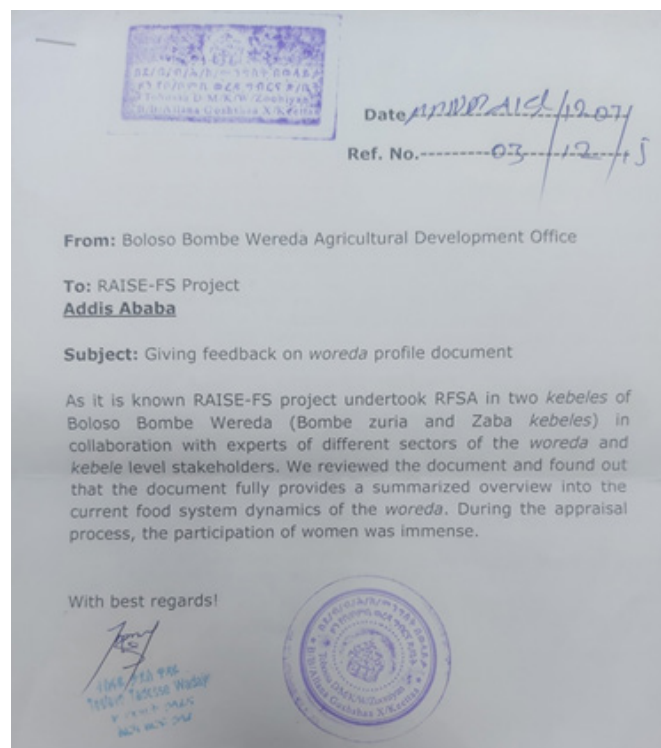 Date
Ref. No.---------03---/12/15
From: Boloso Bombe Wereda Agricultural Development Office
To: RAISE-FS Project
Addis Ababa
Subject: Giving feedback on woreda profile document
As it is known RAISE-FS project undertook RFSA in two kebeles of
Boloso Bombe Wereda (Bombe zuria and Zaba kebeles) in
collaboration with experts of different sectors of the woreda and
kebele level stakeholders. We reviewed the document and found out
that the document fully provides a summarized overview into the
current food system dynamics of the woreda. During the appraisal
process, the participation of women was immense.
With best regards!
Tadesse